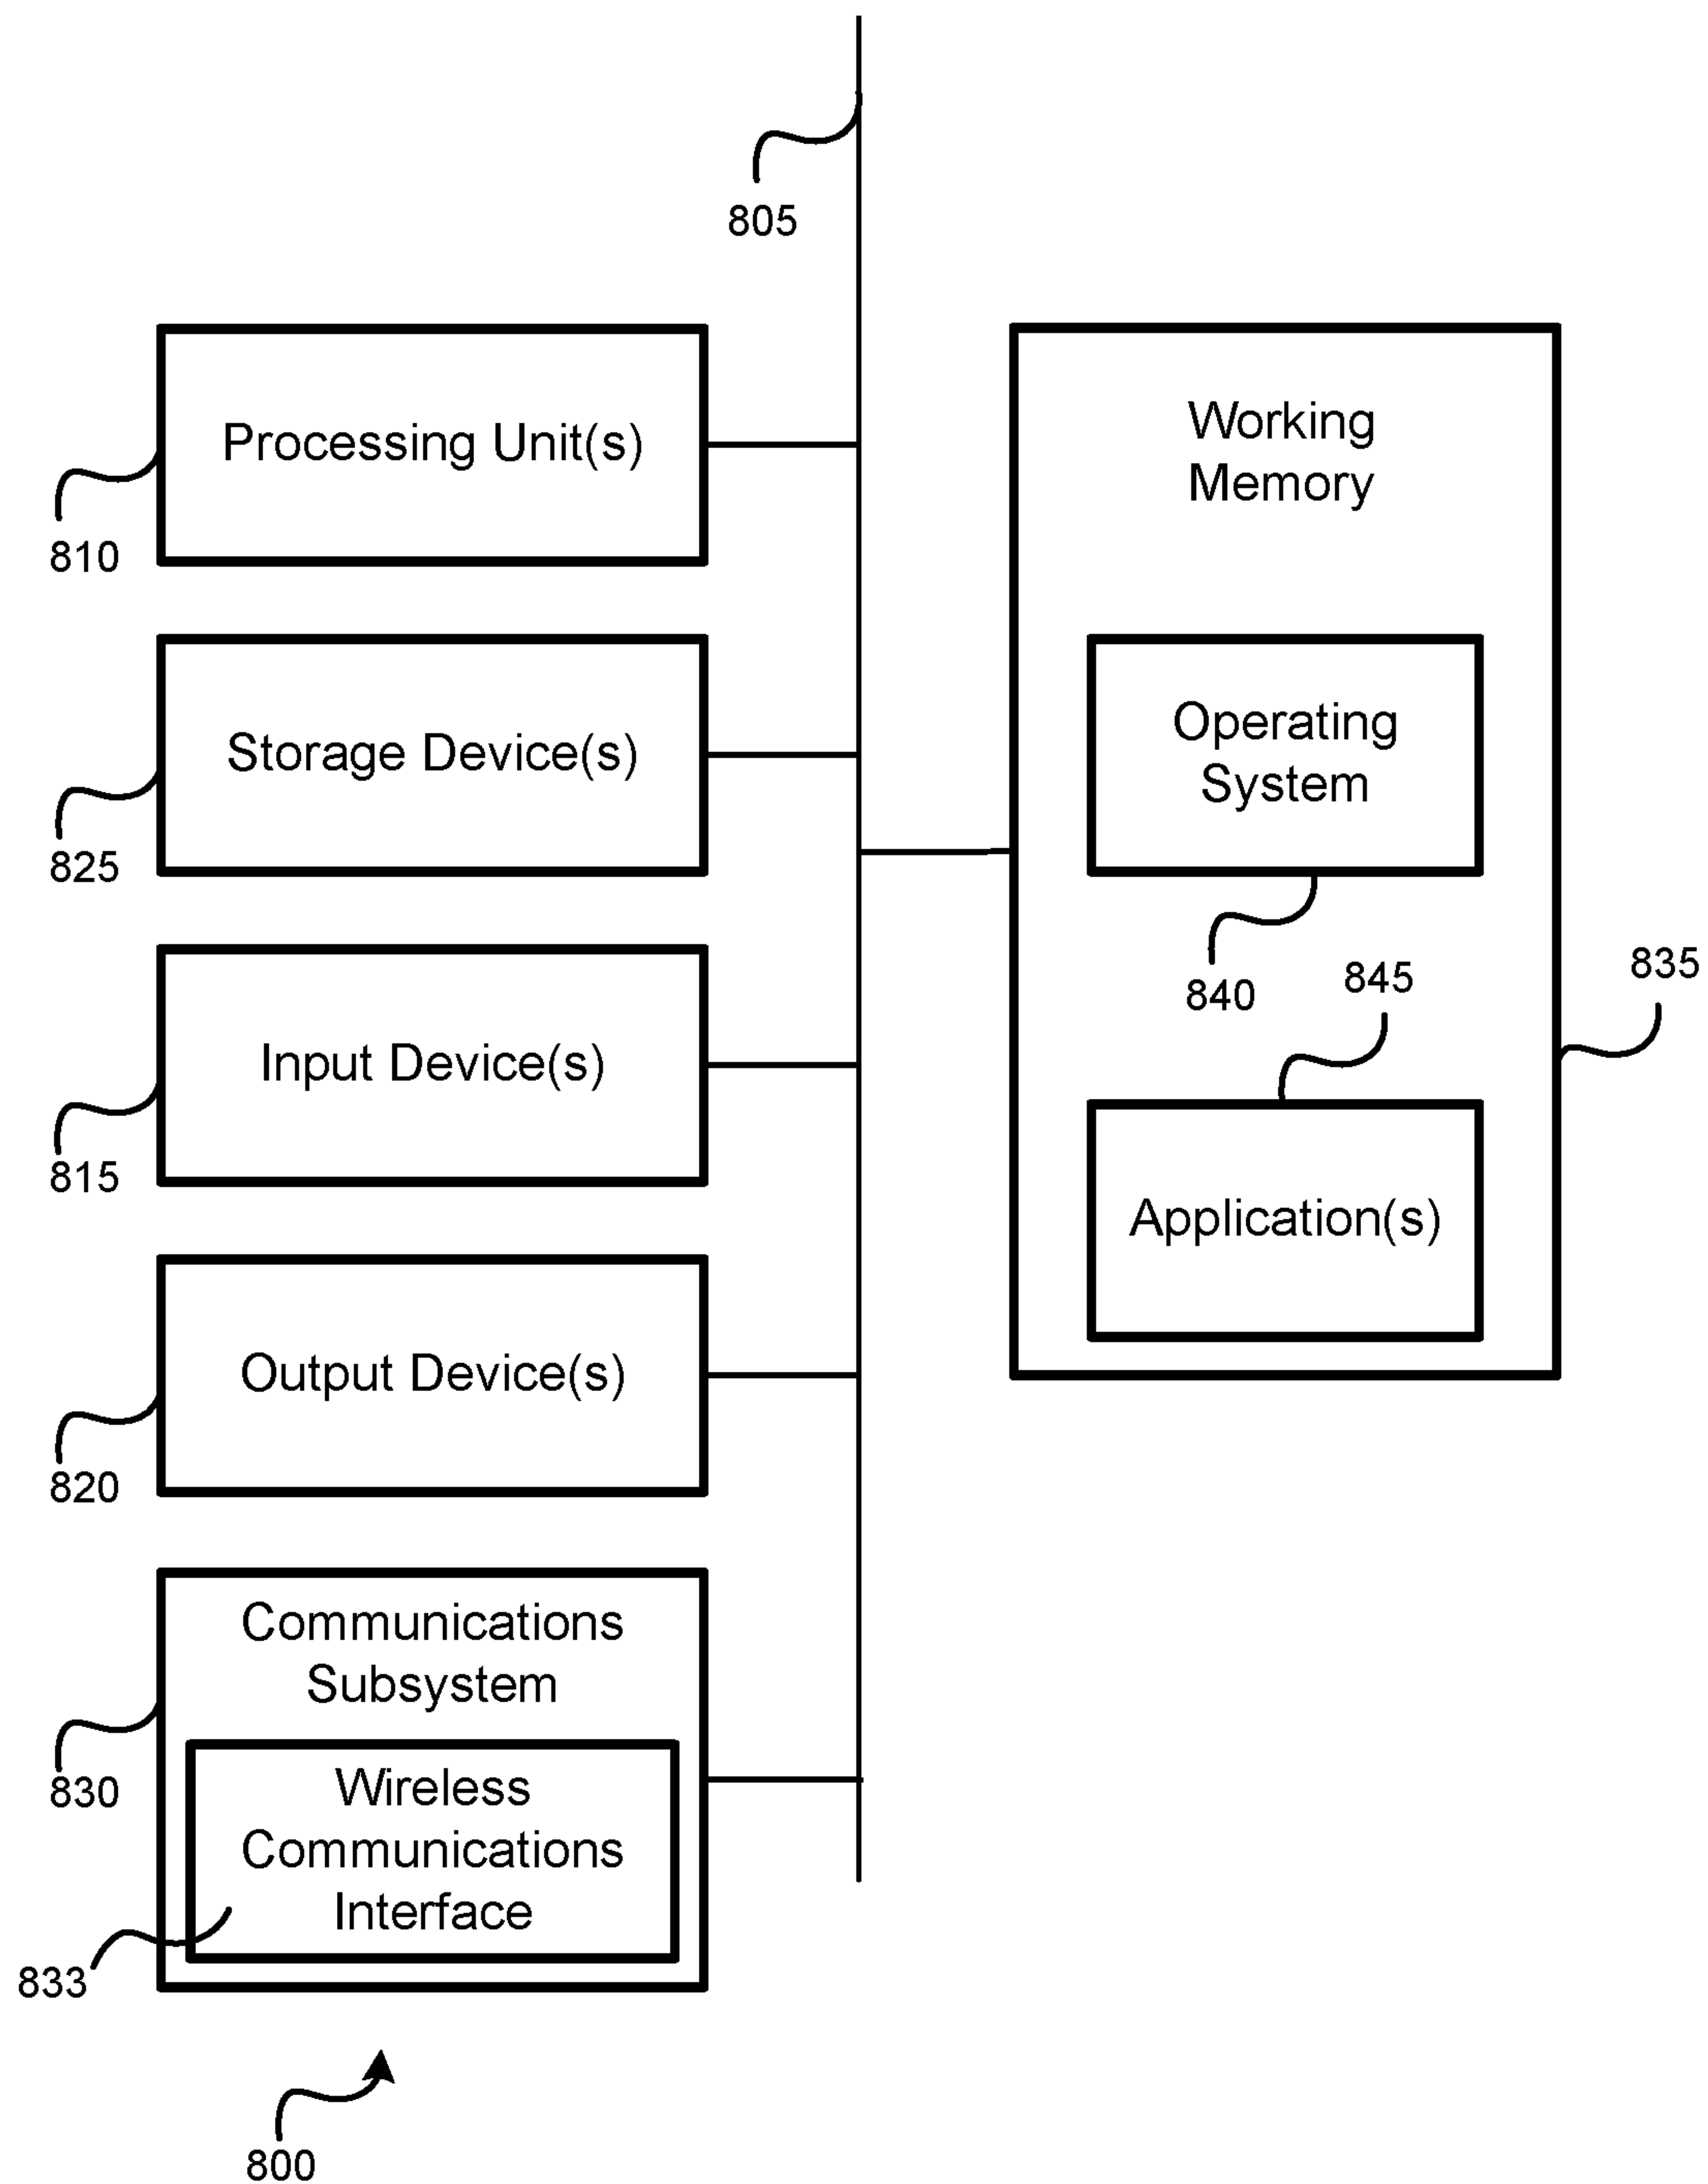 805
Processing Unit(s)
810
Storage Device(s)
825
Input Device(s)
815
Output Device(s)
820
Communications
Subsystem
830
Wireless
Communications
Interface
833
Working
Memory
Operating
System
840
845
835
Application(s)
800